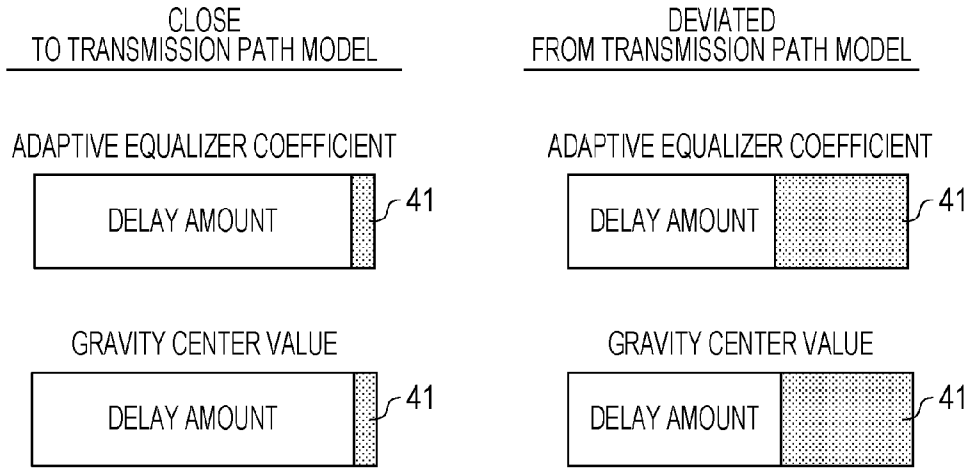 CLOSE
TO TRANSMISSION PATH MODEL
ADAPTIVE EQUALIZER COEFFICIENT
DELAY AMOUNT
41
GRAVITY CENTER VALUE
DELAY AMOUNT
41
DEVIATED
FROM TRANSMISSION PATH MODEL
ADAPTIVE EQUALIZER COEFFICIENT
DELAY AMOUNT
41
GRAVITY CENTER VALUE
DELAY AMOUNT
41